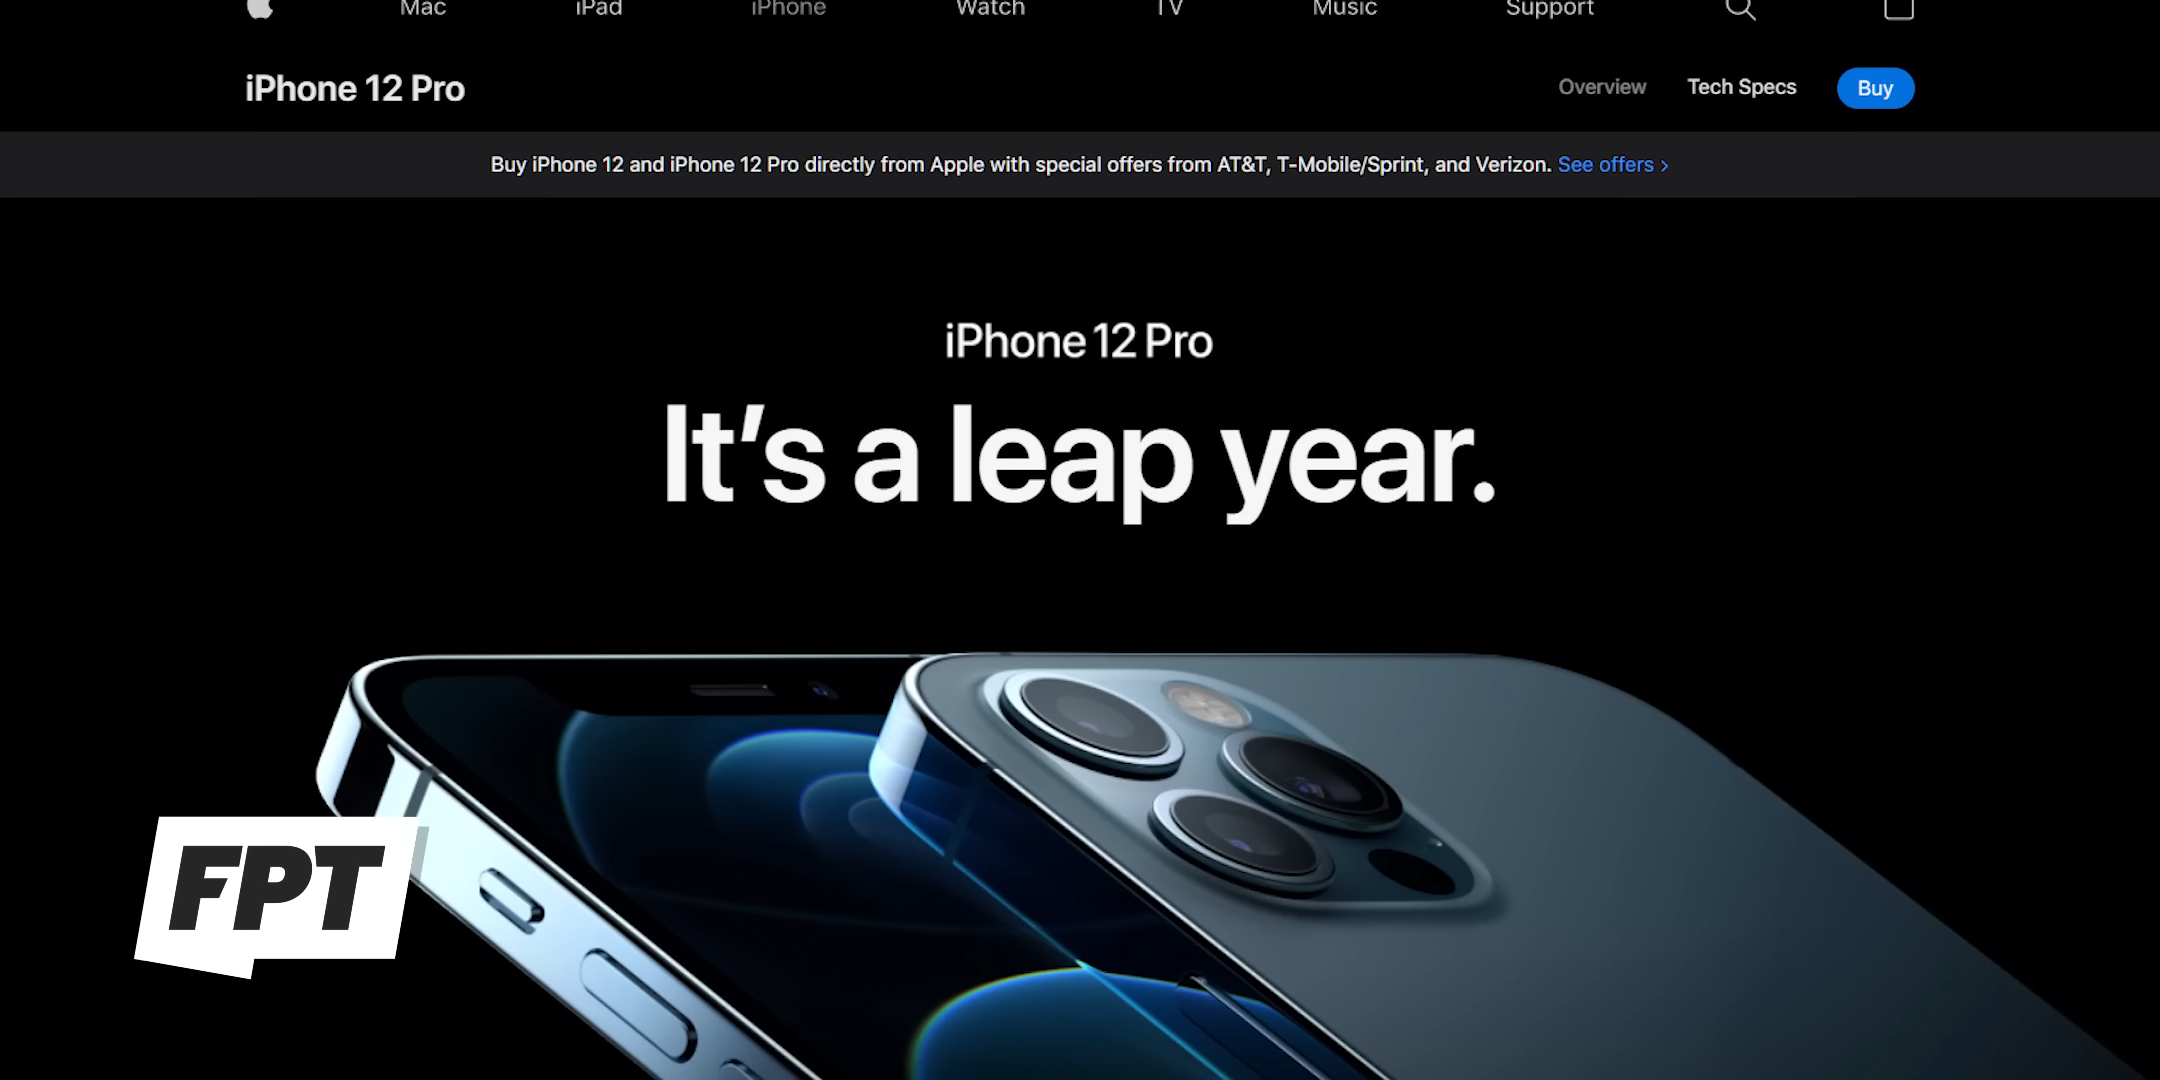 Mac iPad iPhone Watch TV Music Support
iPhone 12 Pro Overview Tech Specs Buy
Buy iPhone 12 and iPhone 12 Pro directly from Apple with special offers from AT&T, T-Mobile/Sprint, and Verizon. See offers >
iPhone 12 Pro
It’s a leap year.
FPT